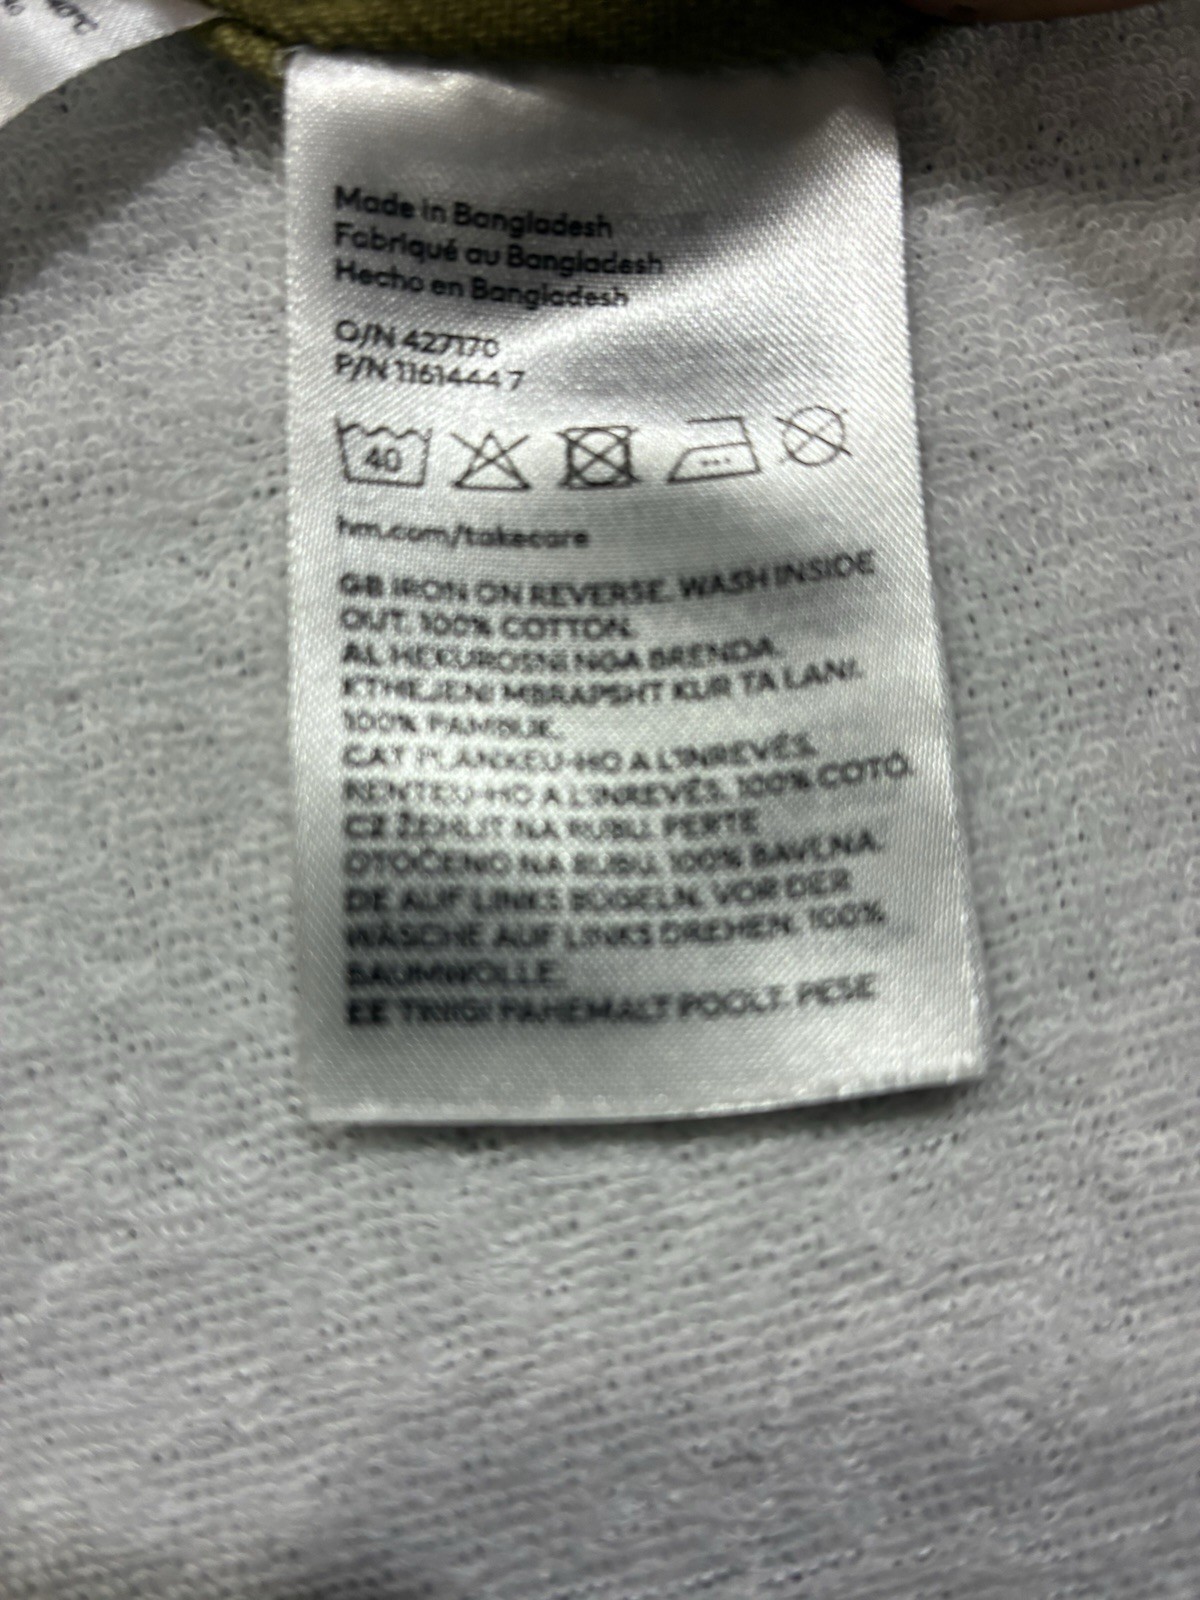 Made in Bangladesh
Fabriqué au Bangladesh
Hecho en Bangladesh
O/N 427170
P/N 11614447
40
hm.com/takecare
GB IRON ON REVERSE. WASH INSIDE
OUT. 100% COTTON.
AL HEKUROSNI NGA BRENDA.
KTHEJENI MBRAPSHT KUR TA LANI.
100% PAMBUK.
CAT PLANXEU-HO A L'INREVÉS.
RENTEU-HO A L'INREVÉS. 100% COTÓ.
CZ ŽEHLIT NA RUBU. PERTE
OTOČENÉ NA RUBU. 100% BAVLNA.
DE AUF LINKS BÜGELN. VOR DER
WÄSCHE AUF LINKS DREHEN. 100%
BAUMWOLLE.
EE TRIIGI PAHEMALT POOLT. PESE